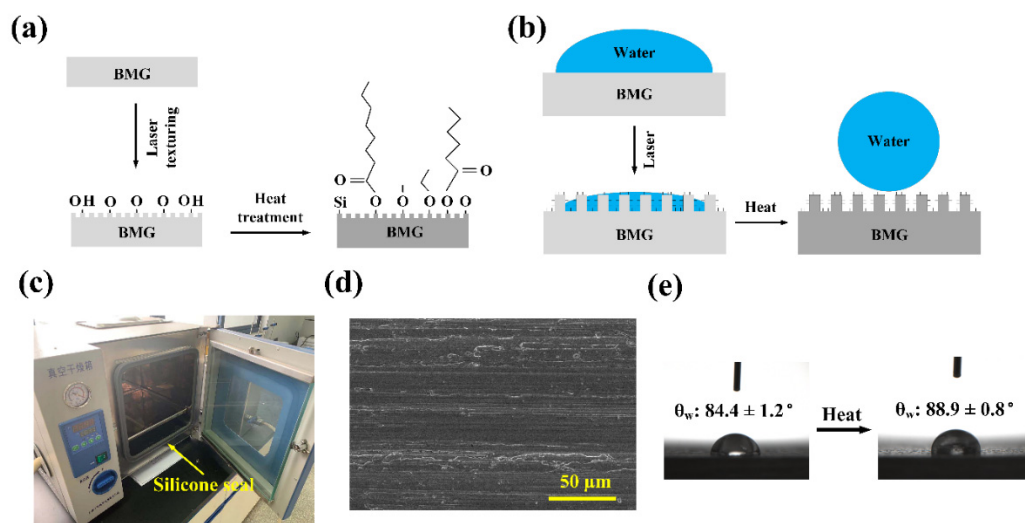 (a)
BMG
Laser
texturing
OH O O O OH
BMG
Heat
treatment
O
O
Si O O O O O
BMG
(b)
Water
BMG
Laser
BMG
Heat
Water
BMG
(c)
真空干燥箱
Silicone seal
(d)
50 μm
(e)
θw: 84.4 ± 1.2°
Heat
θw: 88.9 ± 0.8°